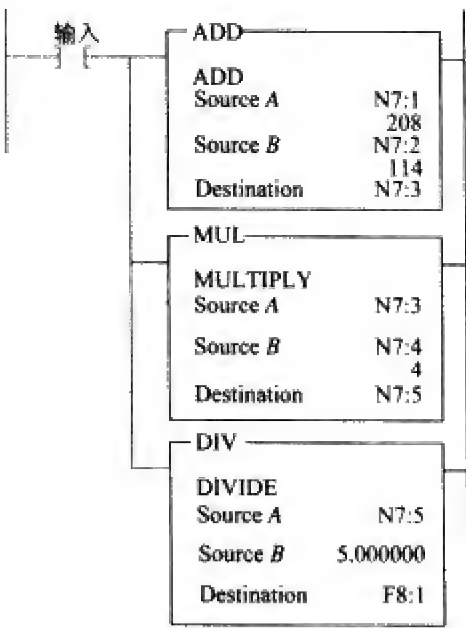 输入
ADD
ADD
Source A N7:1
208
Source B N7:2
114
Destination N7:3
MUL
MULTIPLY
Source A N7:3
Source B N7:4
4
Destination N7:5
DIV
DIVIDE
Source A N7:5
Source B 5.000000
Destination F8:1